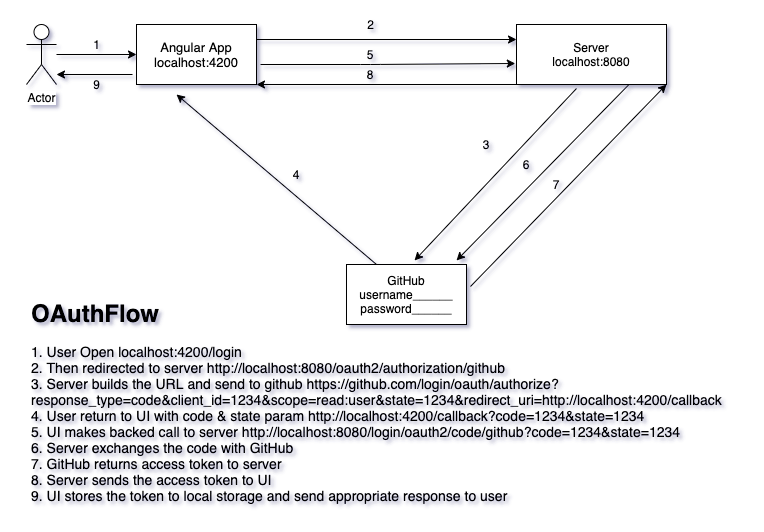 2
1
Angular App
localhost:4200
5
Server
localhost:8080
8
9
Actor
3
6
4
7
GitHub
username______
password______
OAuthFlow
1. User Open localhost:4200/login
2. Then redirected to server http://localhost:8080/oauth2/authorization/github
3. Server builds the URL and send to github https://github.com/login/oauth/authorize?
response_type=code&client_id=1234&scope=read:user&state=1234&redirect_uri=http://localhost:4200/callback
4. User return to UI with code & state param http://localhost:4200/callback?code=1234&state=1234
5. UI makes backed call to server http://localhost:8080/login/oauth2/code/github?code=1234&state=1234
6. Server exchanges the code with GitHub
7. GitHub returns access token to server
8. Server sends the access token to UI
9. UI stores the token to local storage and send appropriate response to user